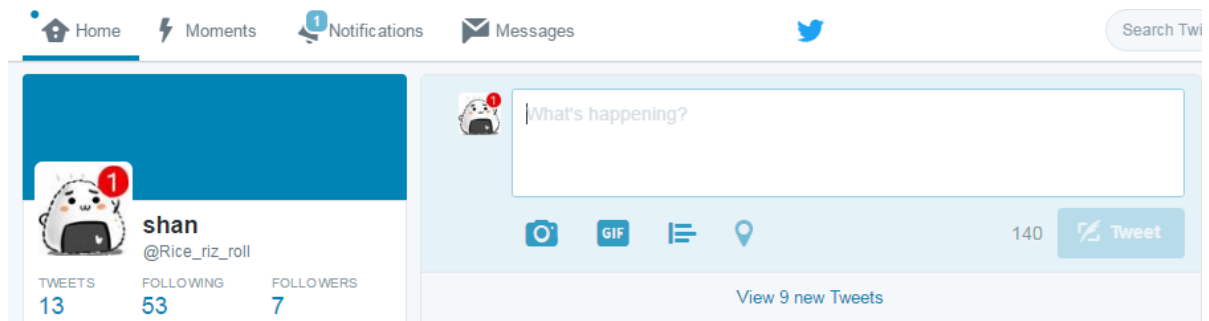 Home
Moments
1
Notifications
Messages
Search Twi
1
What's happening?
GIF
140
Tweet
1
shan
@Rice_riz_roll
TWEETS FOLLOWING FOLLOWERS
13 53 7
View 9 new Tweets